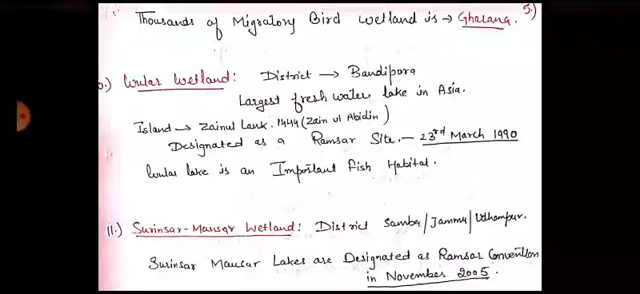 5.)
Thousands of Migratory Bird wetland is → Gharana.
0.) Wular Wetland: District → Bandipora
Largest fresh water lake in Asia.
Island → Zainul Lank. 1444 (Zain ul Abidin)
Designated as a Ramsar Site. — 23rd March 1990
Wular lake is an Important Fish Habitat.
11.) Surinsar-Mansar Wetland: District Samba/Jammu/Udhampur.
Surinsar Mansar Lakes are Designated as Ramsar Convention
in November 2005.